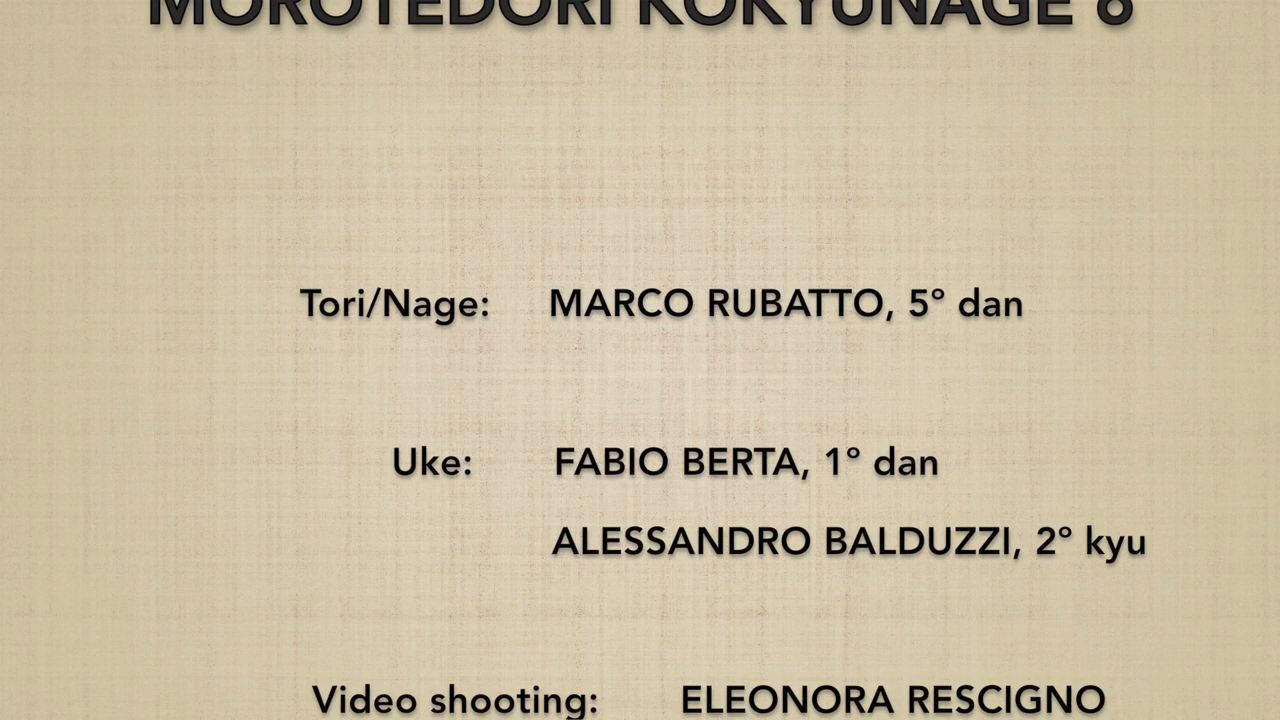 MOROTEDORI KOKYUNAGE
Tori/Nage: MARCO RUBATTO, 5° dan
Uke: FABIO BERTA, 1° dan
ALESSANDRO BALDUZZI, 2° kyu
Video shooting: ELEONORA RESCIGNO